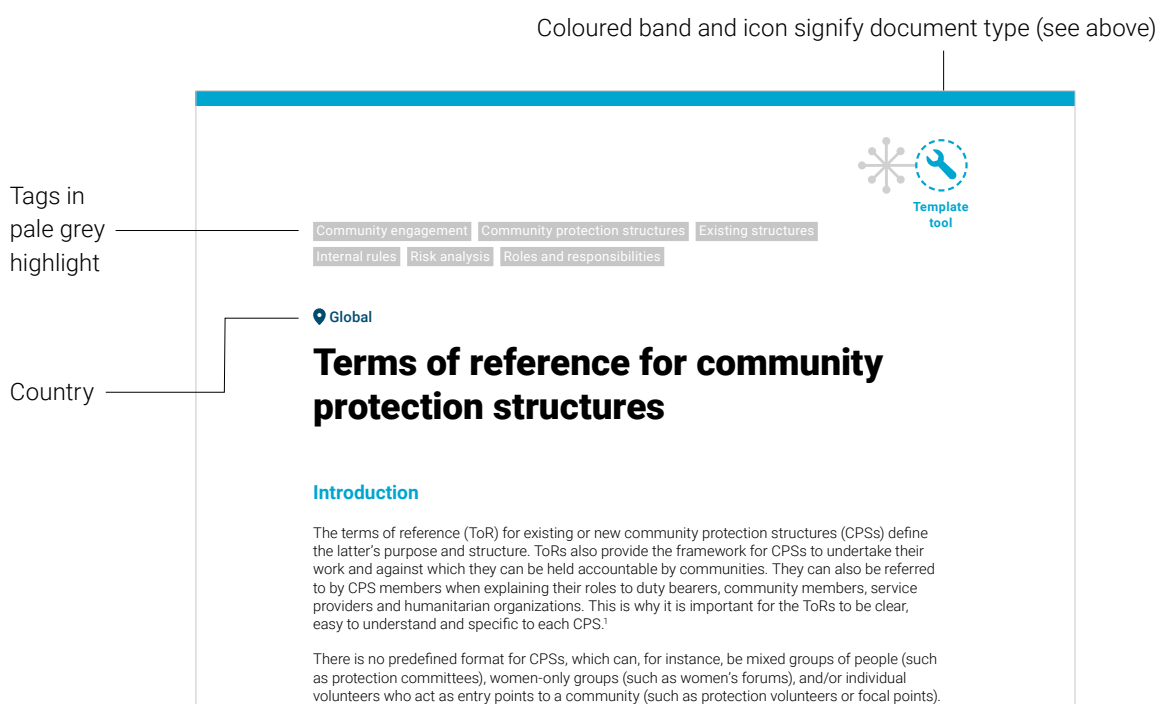 Coloured band and icon signify document type (see above)
Template
tool
Tags in
pale grey
highlight
Community engagement Community protection structures Existing structures
Internal rules Risk analysis Roles and responsibilities
Global
Country
Terms of reference for community
protection structures
Introduction
The terms of reference (ToR) for existing or new community protection structures (CPSs) define
the latter’s purpose and structure. ToRs also provide the framework for CPSs to undertake their
work and against which they can be held accountable by communities. They can also be referred
to by CPS members when explaining their roles to duty bearers, community members, service
providers and humanitarian organizations. This is why it is important for the ToRs to be clear,
easy to understand and specific to each CPS.¹
There is no predefined format for CPSs, which can, for instance, be mixed groups of people (such
as protection committees), women-only groups (such as women’s forums), and/or individual
volunteers who act as entry points to a community (such as protection volunteers or focal points).